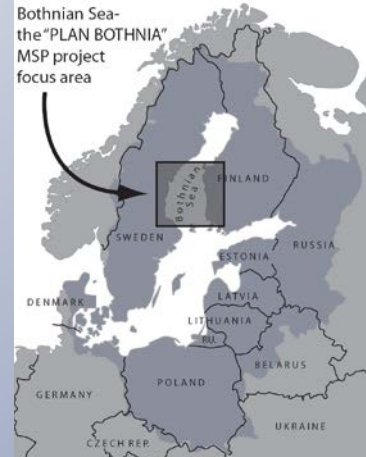 Bothnian Sea-
the "PLAN BOTHNIA"
MSP project
focus area
Bothnian
Sea
FINLAND
SWEDEN
RUSSIA
ESTONIA
LATVIA
DENMARK
LITHUANIA
RU.
BELARUS
POLAND
GERMANY
UKRAINE
CZECH REP.